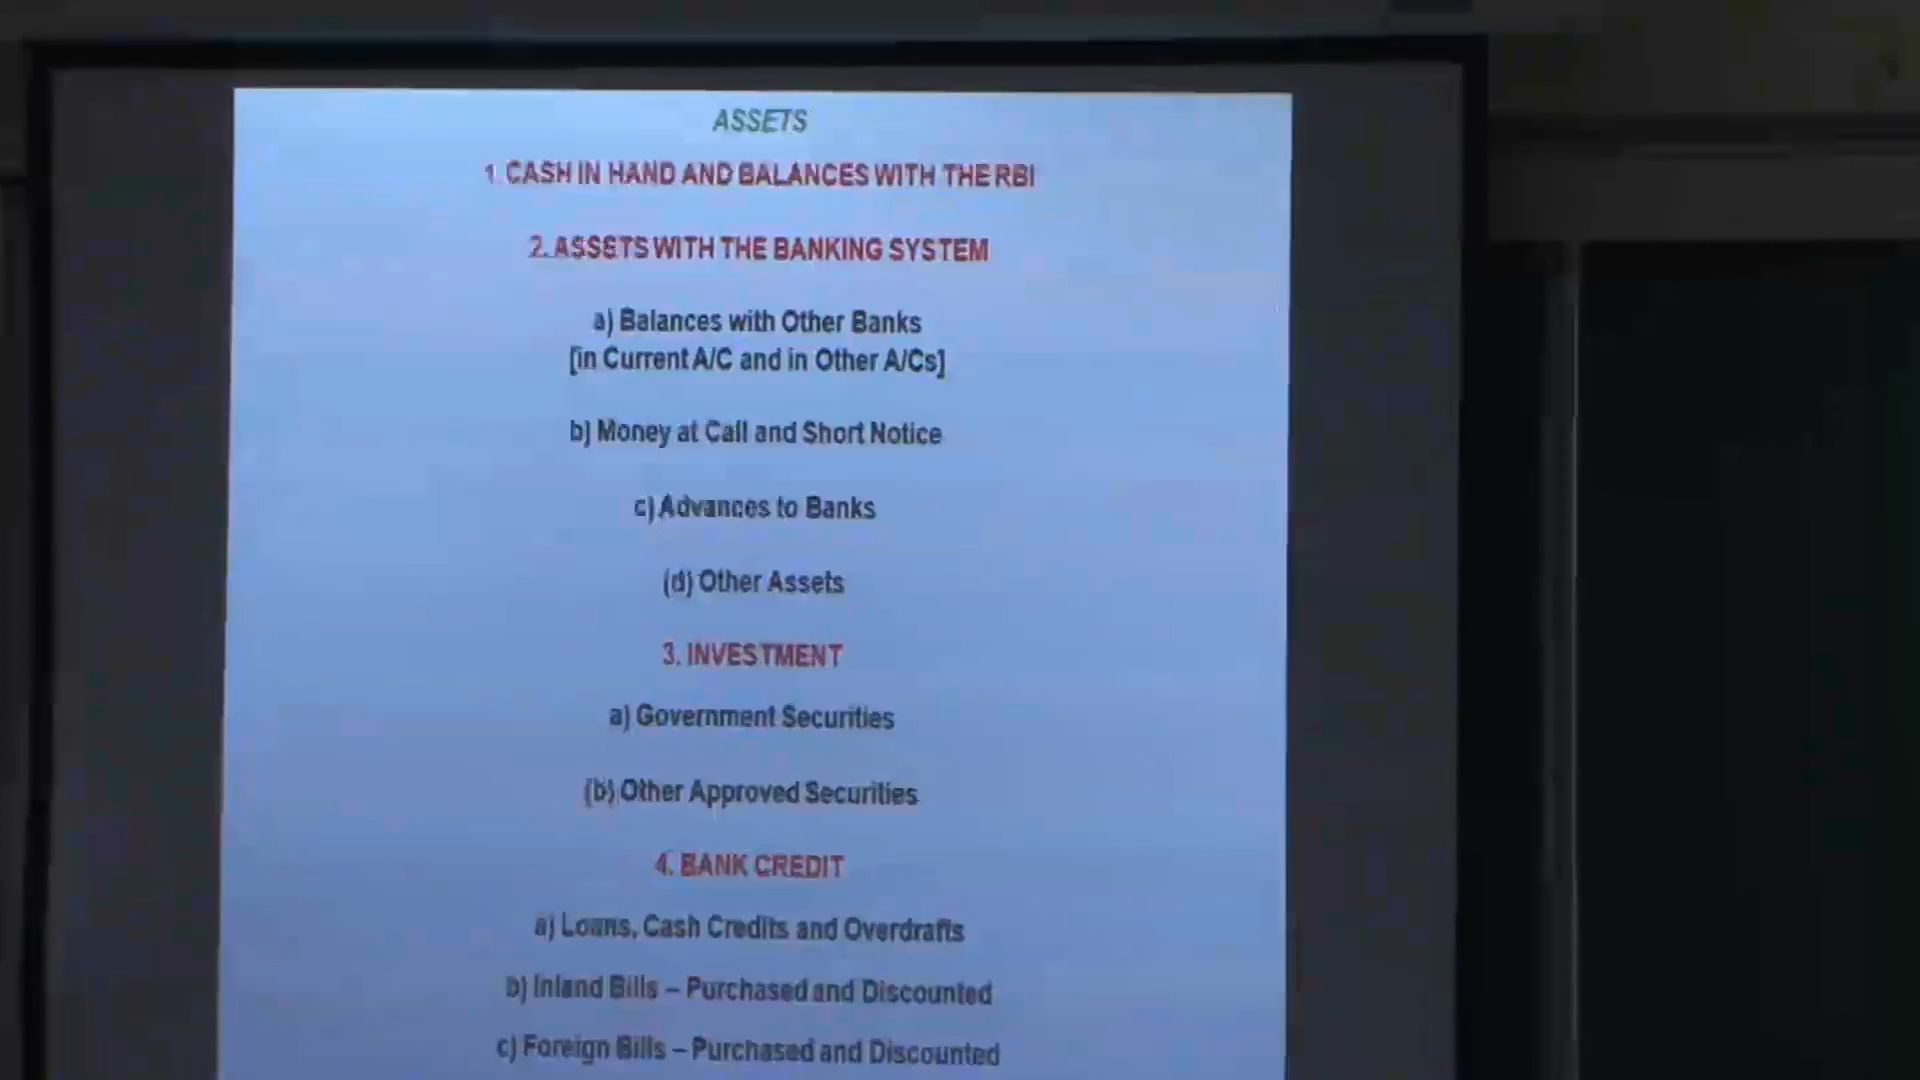 ASSETS
1. CASH IN HAND AND BALANCES WITH THE RBI
2. ASSETS WITH THE BANKING SYSTEM
a) Balances with Other Banks
[in Current A/C and in Other A/Cs]
b) Money at Call and Short Notice
c) Advances to Banks
(d) Other Assets
3. INVESTMENT
a) Government Securities
(b) Other Approved Securities
4. BANK CREDIT
a) Loans, Cash Credits and Overdrafts
b) Inland Bills – Purchased and Discounted
c) Foreign Bills – Purchased and Discounted